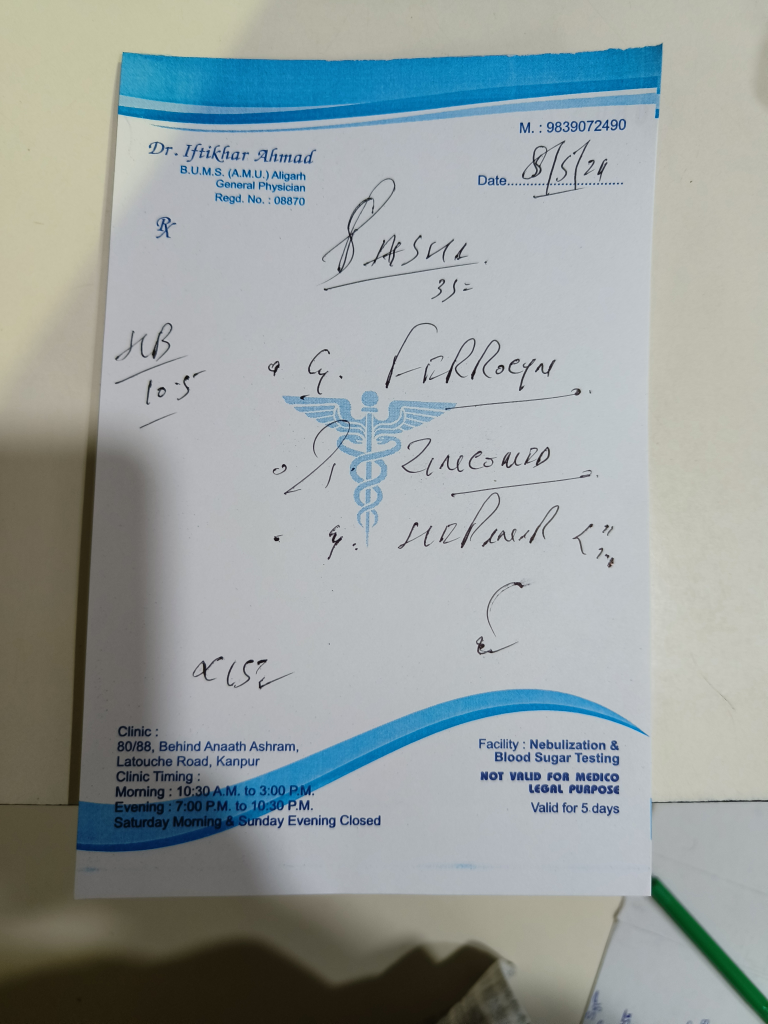 M. : 9839072490
Dr. Iftikhar Ahmad
B.U.M.S. (A.M.U.) Aligarh
General Physician
Regd. No. : 08870
Date 8/5/24
Rx
35
HB
10.5
ZINCOMED
Clinic :
80/88, Behind Anaath Ashram,
Latouche Road, Kanpur
Clinic Timing :
Morning : 10:30 A.M. to 3:00 P.M.
Evening : 7:00 P.M. to 10:30 P.M.
Saturday Morning & Sunday Evening Closed
Facility : Nebulization &
Blood Sugar Testing
NOT VALID FOR MEDICO
LEGAL PURPOSE
Valid for 5 days